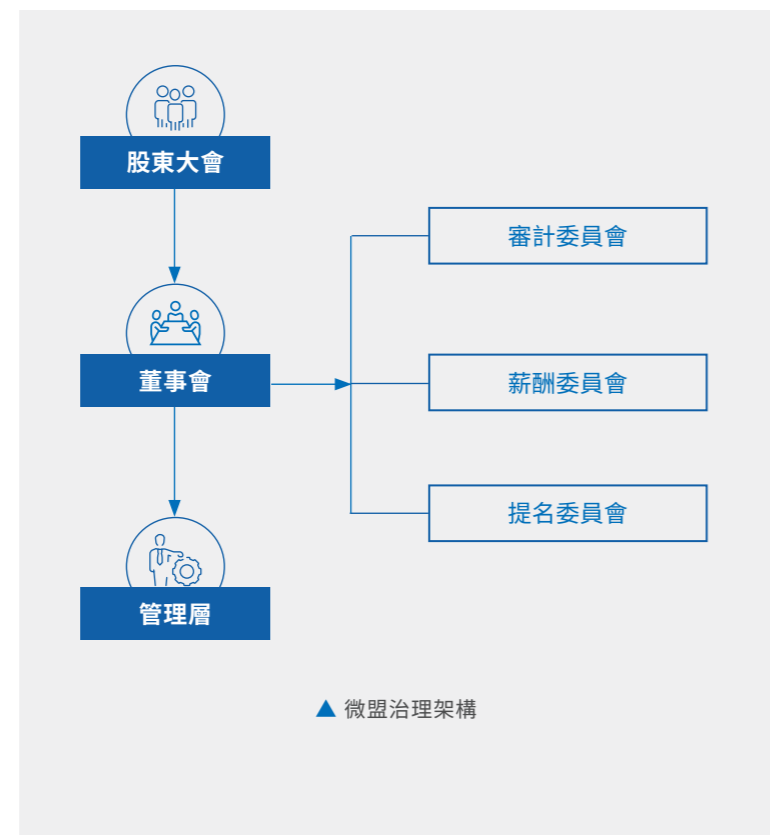 股東大會
審計委員會
董事會
薪酬委員會
提名委員會
管理層
▲ 微盟治理架構